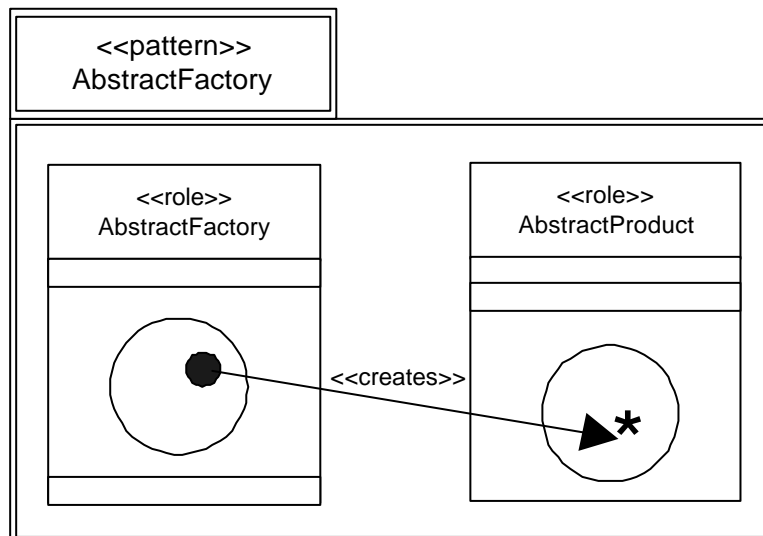 <<pattern>>
AbstractFactory
<<role>>
AbstractFactory
<<role>>
AbstractProduct
<<creates>>
*